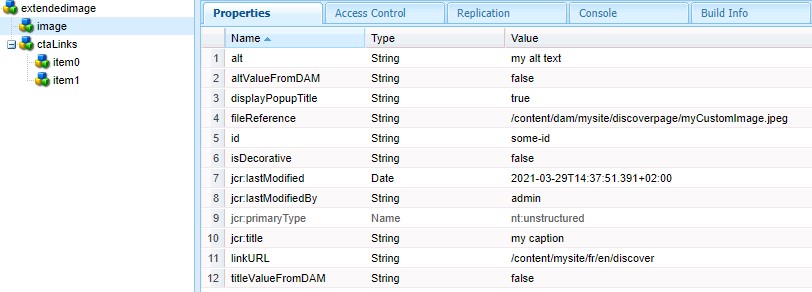 extendedimage
image
ctaLinks
item0
item1
Properties Access Control Replication Console Build Info
Name Type Value
1 alt String my alt text
2 altValueFromDAM String false
3 displayPopupTitle String true
4 fileReference String /content/dam/mysite/discoverpage/myCustomImage.jpeg
5 id String some-id
6 isDecorative String false
7 jcr:lastModified Date 2021-03-29T14:37:51.391+02:00
8 jcr:lastModifiedBy String admin
9 jcr:primaryType Name nt:unstructured
10 jcr:title String my caption
11 linkURL String /content/mysite/fr/en/discover
12 titleValueFromDAM String false